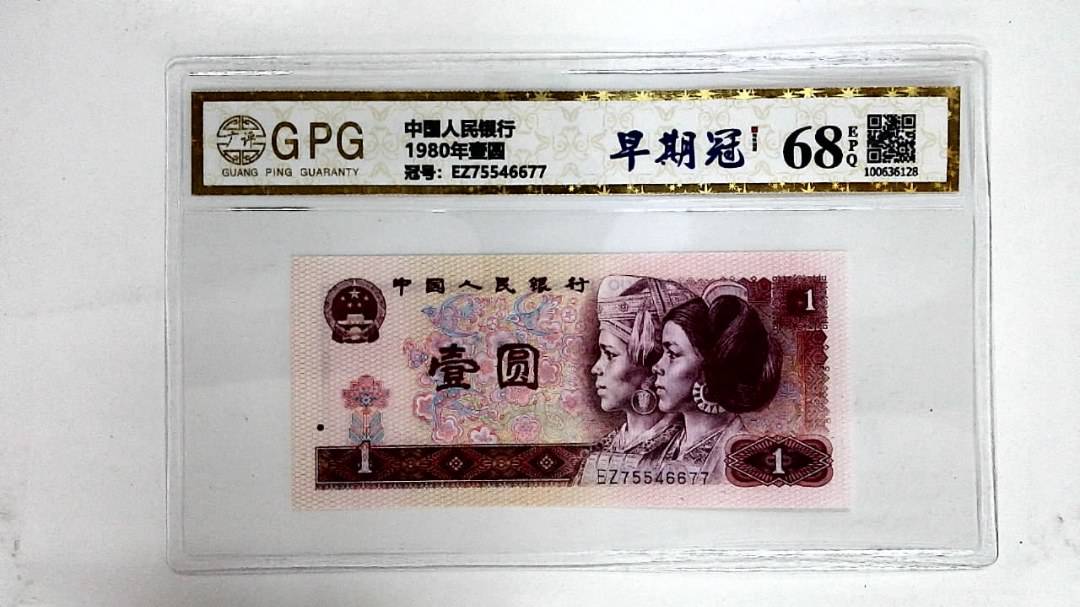 广评
GPG
GUANG PING GUARANTY
中国人民银行
1980年壹圆
冠号：EZ75546677
早期冠
68
EPQ
100636128
中国人民银行
1
壹圆
1
1
EZ75546677